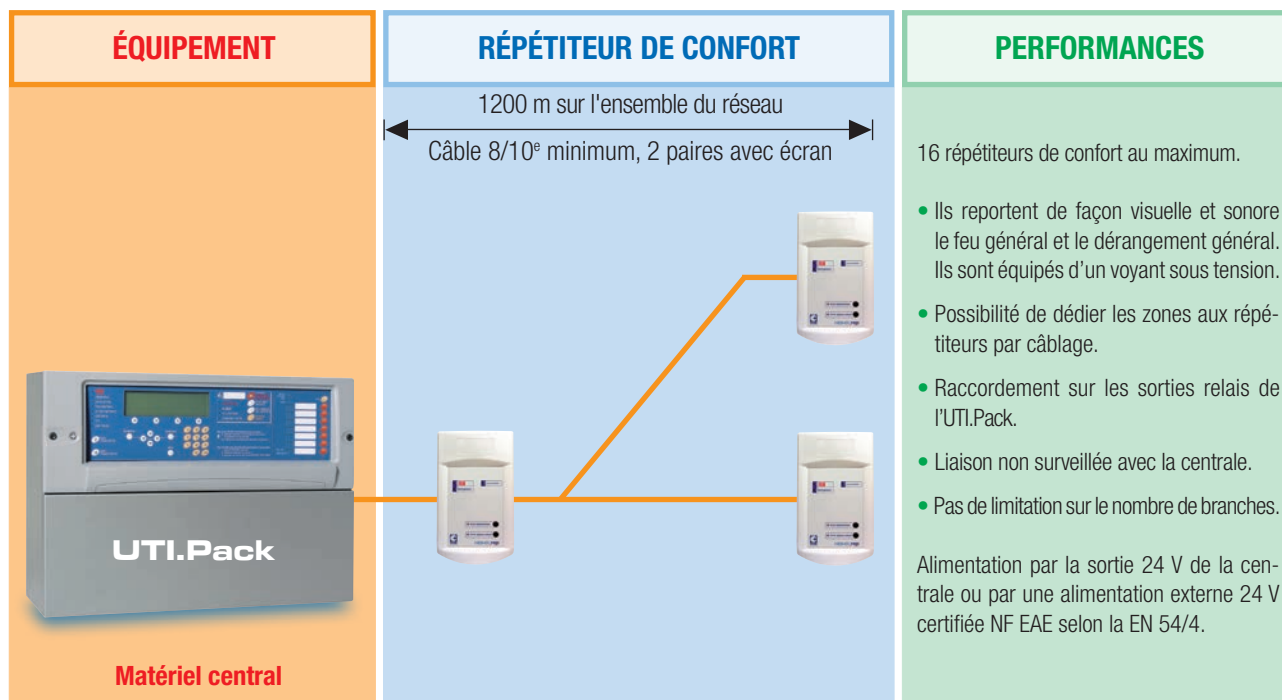 ÉQUIPEMENT
RÉPÉTITEUR DE CONFORT
PERFORMANCES
1200 m sur l'ensemble du réseau
Câble 8/10e minimum, 2 paires avec écran
UTI.Pack
Matériel central
16 répétiteurs de confort au maximum.
• Ils reportent de façon visuelle et sonore
le feu général et le dérangement général.
Ils sont équipés d’un voyant sous tension.
• Possibilité de dédier les zones aux répé-
titeurs par câblage.
• Raccordement sur les sorties relais de
l’UTI.Pack.
• Liaison non surveillée avec la centrale.
• Pas de limitation sur le nombre de branches.
Alimentation par la sortie 24 V de la cen-
trale ou par une alimentation externe 24 V
certifiée NF EAE selon la EN 54/4.